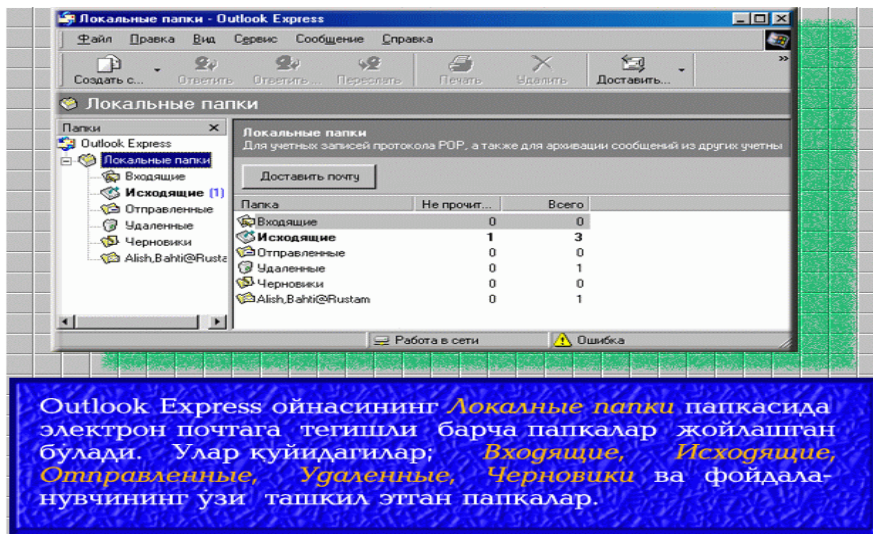 Локальные папки - Outlook Express
Файл Правка Вид Сервис Сообщение Справка
Создать с... Ответить Ответить ... Переслать Печать Удалить Доставить... »
Локальные папки
Папки
Outlook Express
Локальные папки
Входящие
Исходящие (1)
Отправленные
Удаленные
Черновики
Alish,Bahti@Rusta
Локальные папки
Для учетных записей протокола POP, а также для архивации сообщений из других учетны
Доставить почту
Папка Не прочит... Всего
Входящие 0 0
Исходящие 1 3
Отправленные 0 0
Удаленные 0 1
Черновики 0 0
Alish,Bahti@Rustam 0 1
Работа в сети Ошибка
Outlook Express ойнасининг Локалные папки папкасида
электрон почтага тегишли барча папкалар жойлашган
бўлади. Улар қуйидагилар; Входящие, Исходящие,
Отправленные, Удаленные, Черновики ва фойдала-
нувчининг ўзи ташкил этган папкалар.